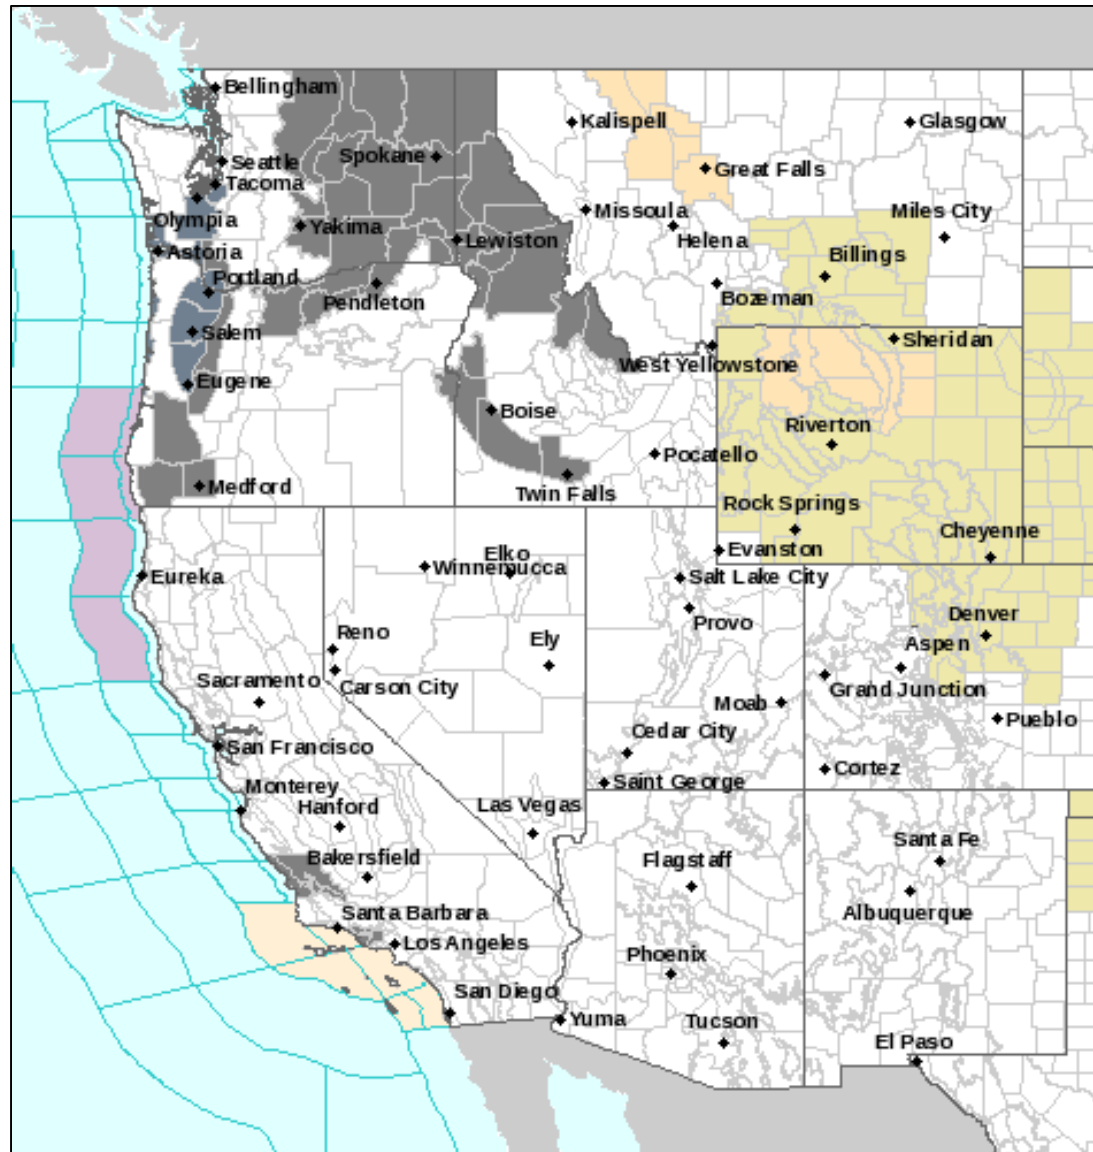 Bellingham
Kalispell
Glasgow
Spokane
Seattle
Great Falls
Tacoma
Missoula
Miles City
Olympia
Yakima
Lewiston
Helena
Astoria
Billings
Portland
Pendleton
Bozeman
Salem
Sheridan
West Yellowstone
Eugene
Boise
Riverton
Pocatello
Medford
Twin Falls
Rock Springs
Cheyenne
Elko
Evanston
Winnemucca
Eureka
Salt Lake City
Denver
Provo
Reno
Ely
Aspen
Sacramento
Carson City
Grand Junction
Moab
Pueblo
Cedar City
San Francisco
Cortez
Saint George
Monterey
Hanford
Las Vegas
Santa Fe
Bakersfield
Flagstaff
Santa Barbara
Albuquerque
Los Angeles
Phoenix
San Diego
Yuma
Tucson
El Paso